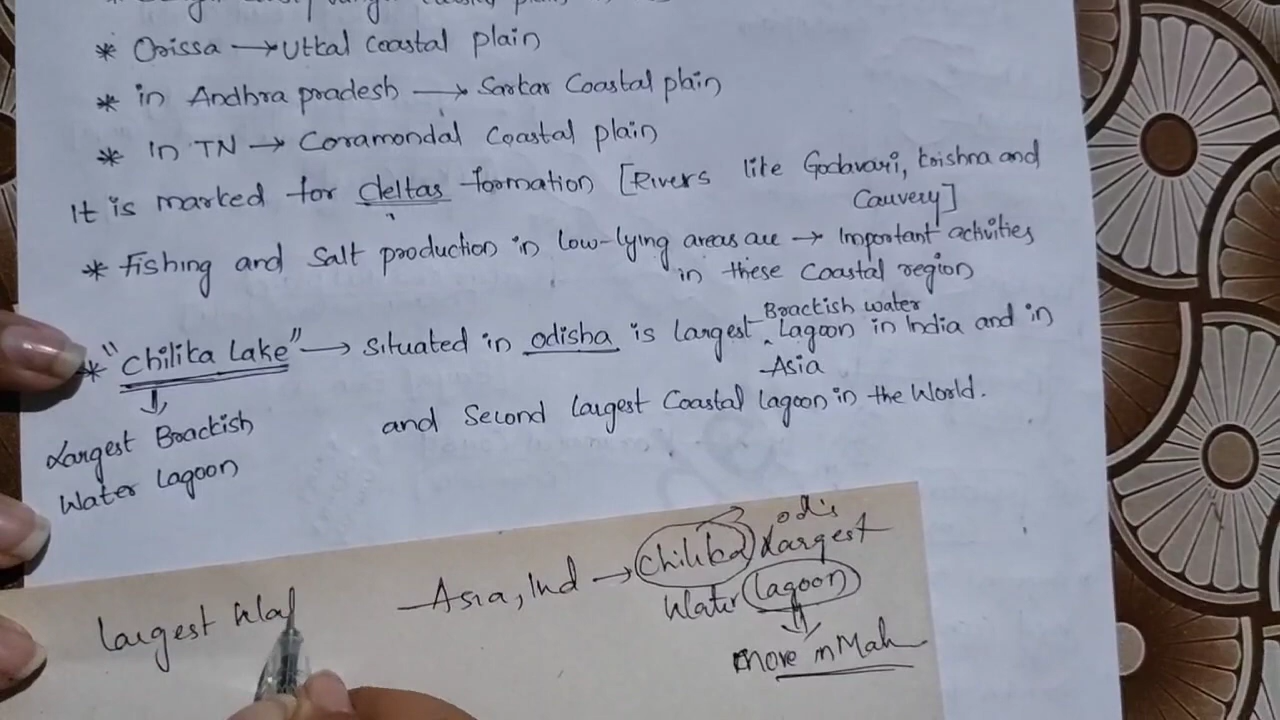 * Orissa → Utkal Coastal plain
* in Andhra pradesh → Sarkar Coastal plain
* In TN → Coramondal Coastal plain
It is marked for deltas formation [Rivers like Godavari, krishna and
Cauvery]
* Fishing and Salt production in low-lying areas are → Important activities
in these Coastal region
Brackish water
* "Chilika Lake" → Situated in odisha is largest Lagoon in India and in
Asia
and Second largest Coastal lagoon in the World.
Largest Brackish
Water Lagoon
odis
Asia, Ind → Chilika Largest
Water lagoon
more in Mah
largest Wat